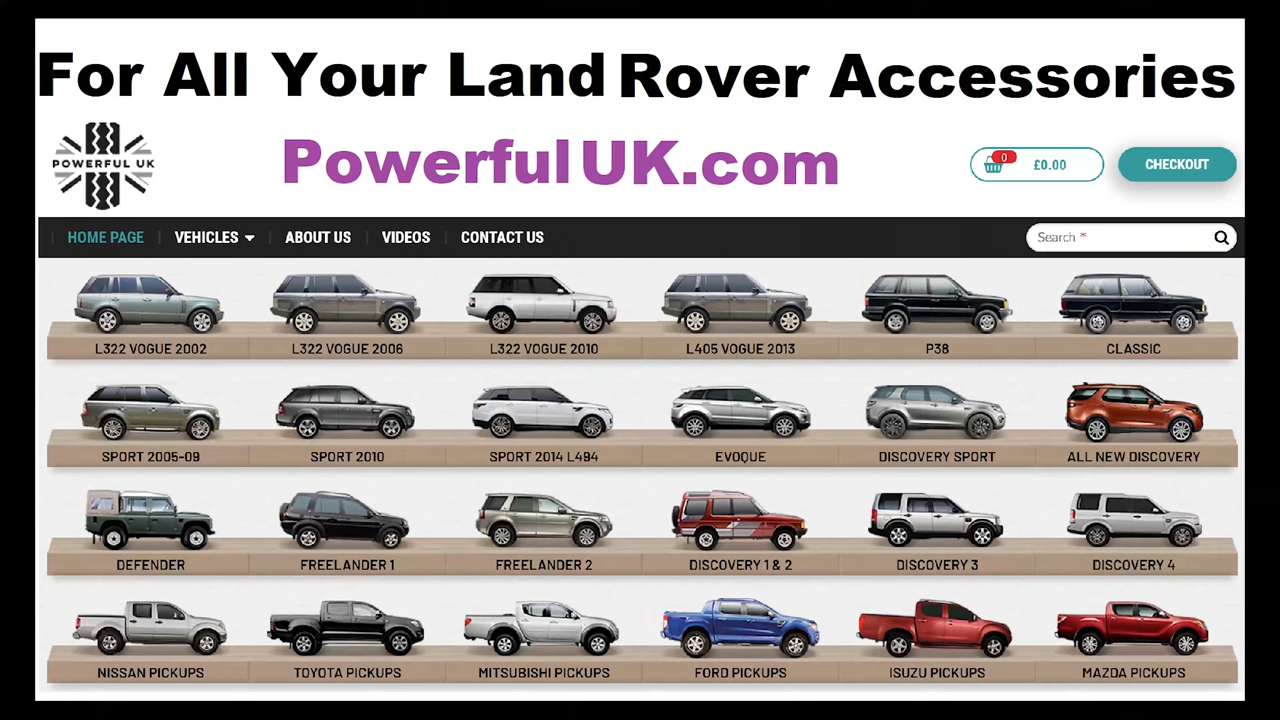 For All Your Land Rover Accessories
POWERFUL UK
PowerfulUK.com
0
£0.00
CHECKOUT
HOME PAGE
VEHICLES
ABOUT US
VIDEOS
CONTACT US
Search *
L322 VOGUE 2002
L322 VOGUE 2006
L322 VOGUE 2010
L405 VOGUE 2013
P38
CLASSIC
SPORT 2005-09
SPORT 2010
SPORT 2014 L494
EVOQUE
DISCOVERY SPORT
ALL NEW DISCOVERY
DEFENDER
FREELANDER 1
FREELANDER 2
DISCOVERY 1 & 2
DISCOVERY 3
DISCOVERY 4
NISSAN PICKUPS
TOYOTA PICKUPS
MITSUBISHI PICKUPS
FORD PICKUPS
ISUZU PICKUPS
MAZDA PICKUPS